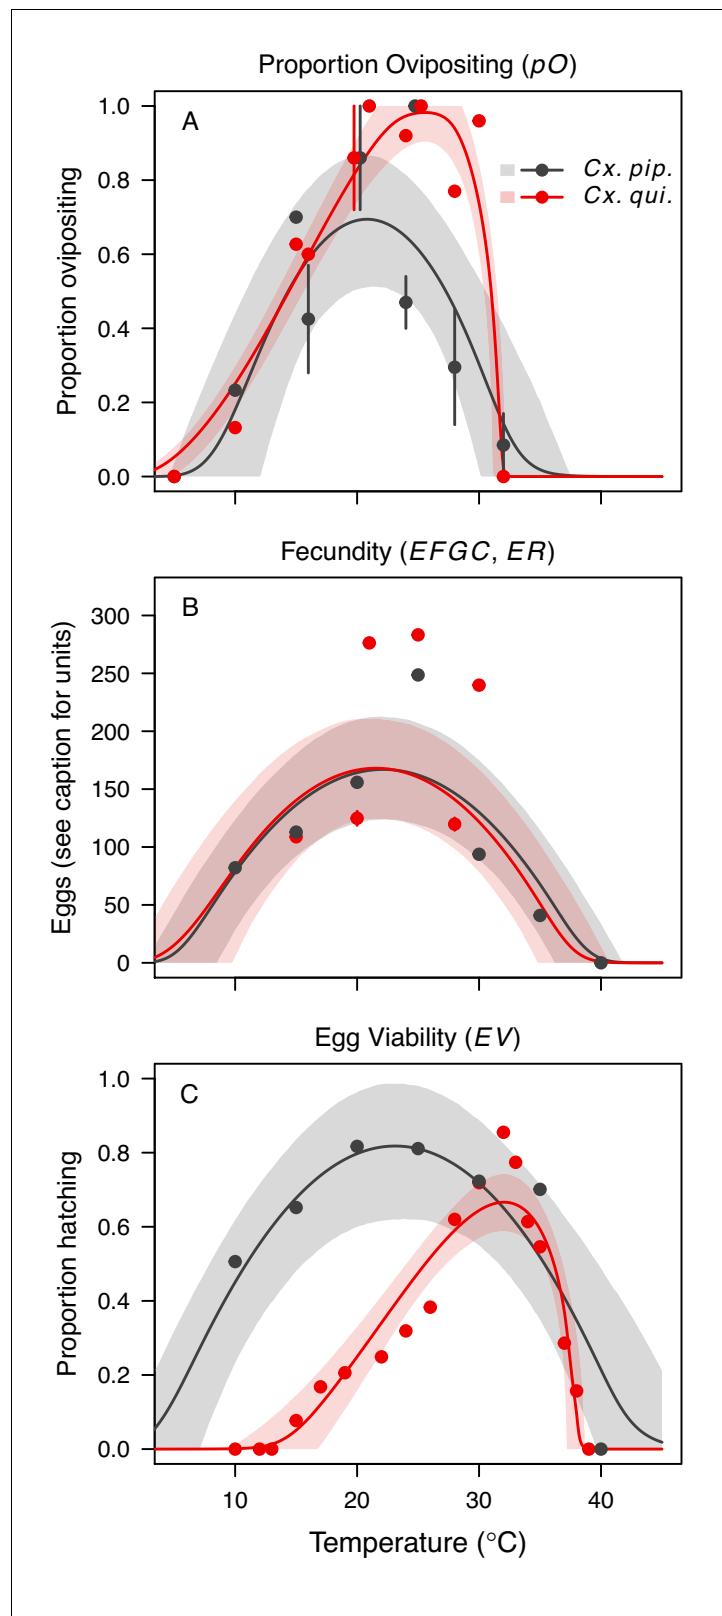 Proportion Ovipositing (pO)
A
Cx. pip.
Cx. qui.
Proportion ovipositing
1.0
0.8
0.6
0.4
0.2
0.0
Fecundity (EFGC, ER)
B
Eggs (see caption for units)
300
250
200
150
100
50
0
Egg Viability (EV)
C
Proportion hatching
1.0
0.8
0.6
0.4
0.2
0.0
10 20 30 40
Temperature (°C)